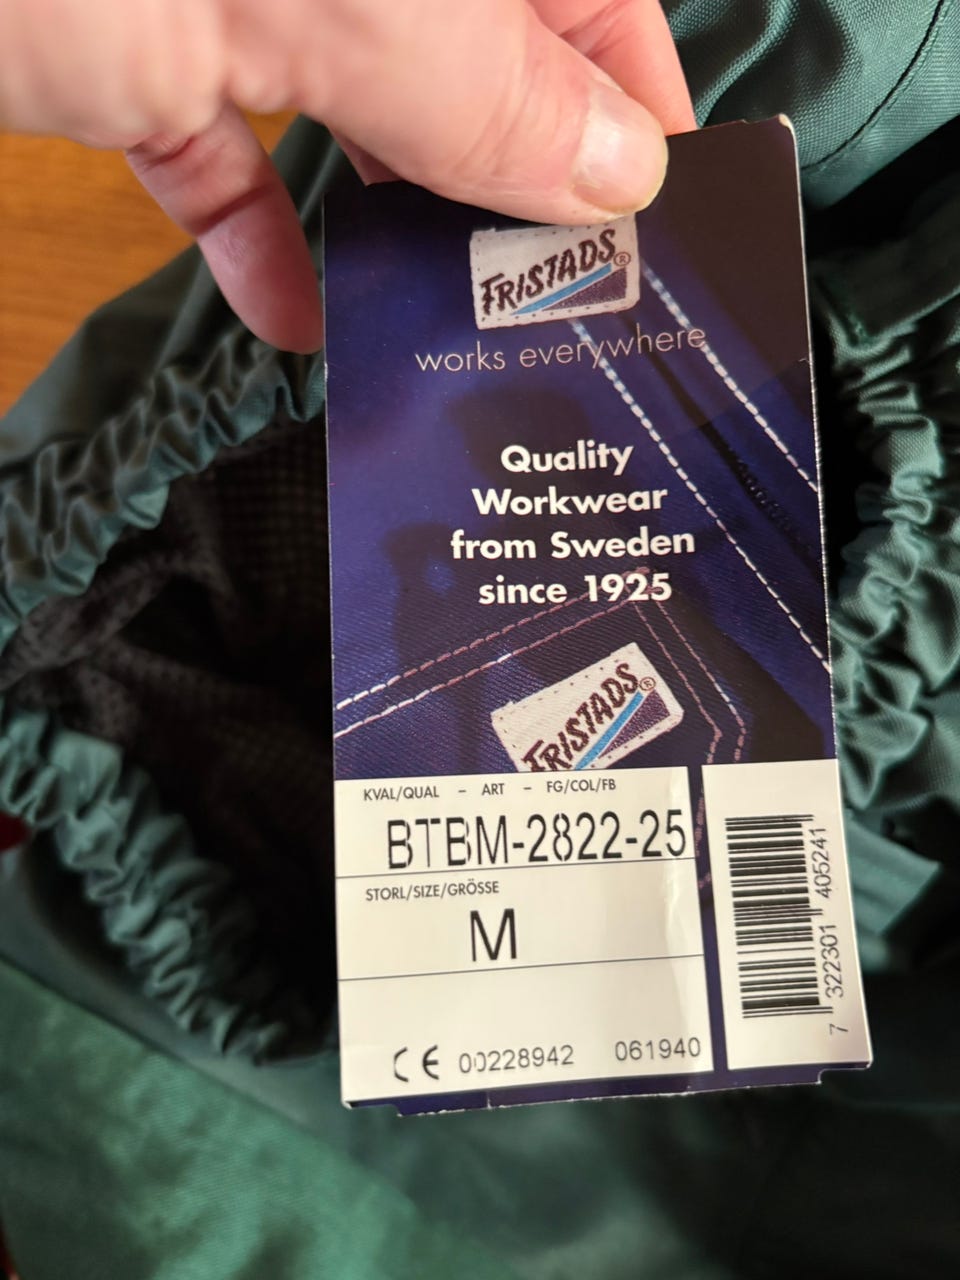 FRISTADS®
works everywhere
Quality
Workwear
from Sweden
since 1925
FRISTADS®
KVAL/QUAL – ART – FG/COL/FB
BTBM-2822-25
STORL/SIZE/GRÖSSE
M
CE 00228942 061940
7 322301 405241